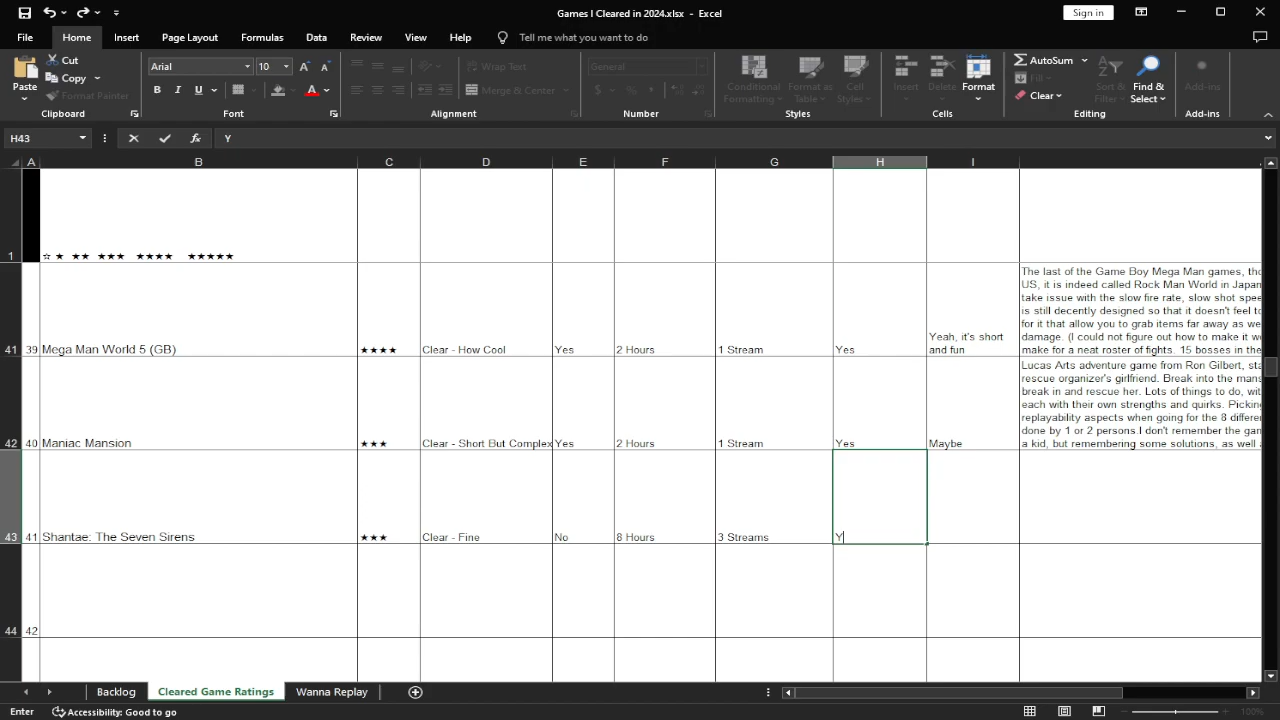 Games I Cleared in 2024.xlsx - Excel
Sign in
File Home Insert Page Layout Formulas Data Review View Help Tell me what you want to do
Paste
Cut
Copy
Format Painter
Clipboard
Arial 10
B I U
Font
Wrap Text
Merge & Center
Alignment
General
Number
Conditional Formatting
Format as Table
Cell Styles
Styles
Insert Delete Format
Cells
AutoSum
Fill
Clear
Sort & Filter
Find & Select
Editing
Add-ins
Add-ins
H43 fx Y
A B C D E F G H I
1 ☆ ★ ★★ ★★★ ★★★★ ★★★★★
The last of the Game Boy Mega Man games, tho
US, it is indeed called Rock Man World in Japan
take issue with the slow fire rate, slow shot spee
is still decently designed so that it doesn't feel to
for it that allow you to grab items far away as we
damage. (I could not figure out how to make it wo
make for a neat roster of fights. 15 bosses in the
41 39 Mega Man World 5 (GB) ★★★★ Clear - How Cool Yes 2 Hours 1 Stream Yes Yeah, it's short and fun
Lucas Arts adventure game from Ron Gilbert, sta
rescue organizer's girlfriend. Break into the mans
break in and rescue her. Lots of things to do, wit
each with their own strengths and quirks. Picking
replayability aspects when going for the 8 differe
done by 1 or 2 persons.I don't remember the gam
a kid, but remembering some solutions, as well a
42 40 Maniac Mansion ★★★ Clear - Short But Complex Yes 2 Hours 1 Stream Yes Maybe
43 41 Shantae: The Seven Sirens ★★★ Clear - Fine No 8 Hours 3 Streams Y
44 42
Backlog Cleared Game Ratings Wanna Replay
Enter Accessibility: Good to go 100%